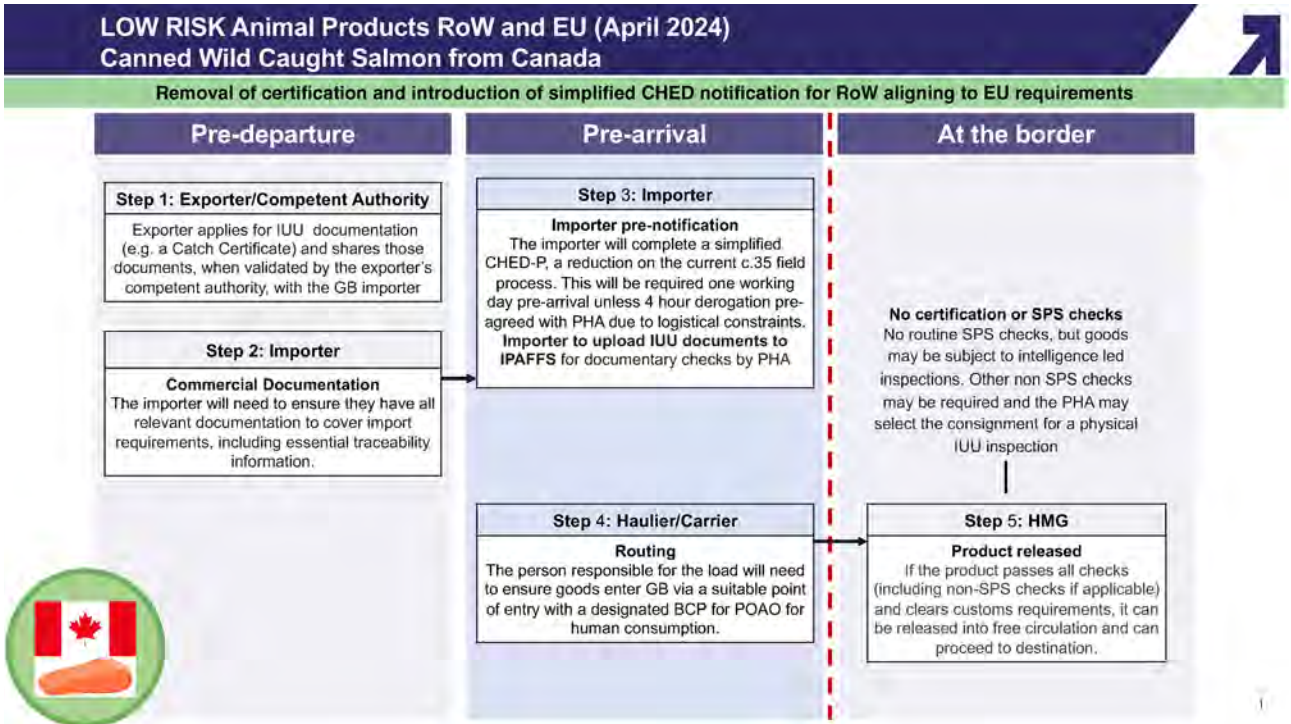 LOW RISK Animal Products RoW and EU (April 2024)
Canned Wild Caught Salmon from Canada
Removal of certification and introduction of simplified CHED notification for RoW aligning to EU requirements
Pre-departure
Step 1: Exporter/Competent Authority
Exporter applies for IUU documentation
(e.g. a Catch Certificate) and shares those
documents, when validated by the exporter's
competent authority, with the GB importer
Step 2: Importer
Commercial Documentation
The importer will need to ensure they have all
relevant documentation to cover import
requirements, including essential traceability
information.
Pre-arrival
Step 3: Importer
Importer pre-notification
The importer will complete a simplified
CHED-P, a reduction on the current c.35 field
process. This will be required one working
day pre-arrival unless 4 hour derogation pre-
agreed with PHA due to logistical constraints.
Importer to upload IUU documents to
IPAFFS for documentary checks by PHA
Step 4: Haulier/Carrier
Routing
The person responsible for the load will need
to ensure goods enter GB via a suitable point
of entry with a designated BCP for POAO for
human consumption.
At the border
No certification or SPS checks
No routine SPS checks, but goods
may be subject to intelligence led
inspections. Other non SPS checks
may be required and the PHA may
select the consignment for a physical
IUU inspection
Step 5: HMG
Product released
If the product passes all checks
(including non-SPS checks if applicable)
and clears customs requirements, it can
be released into free circulation and can
proceed to destination.
1